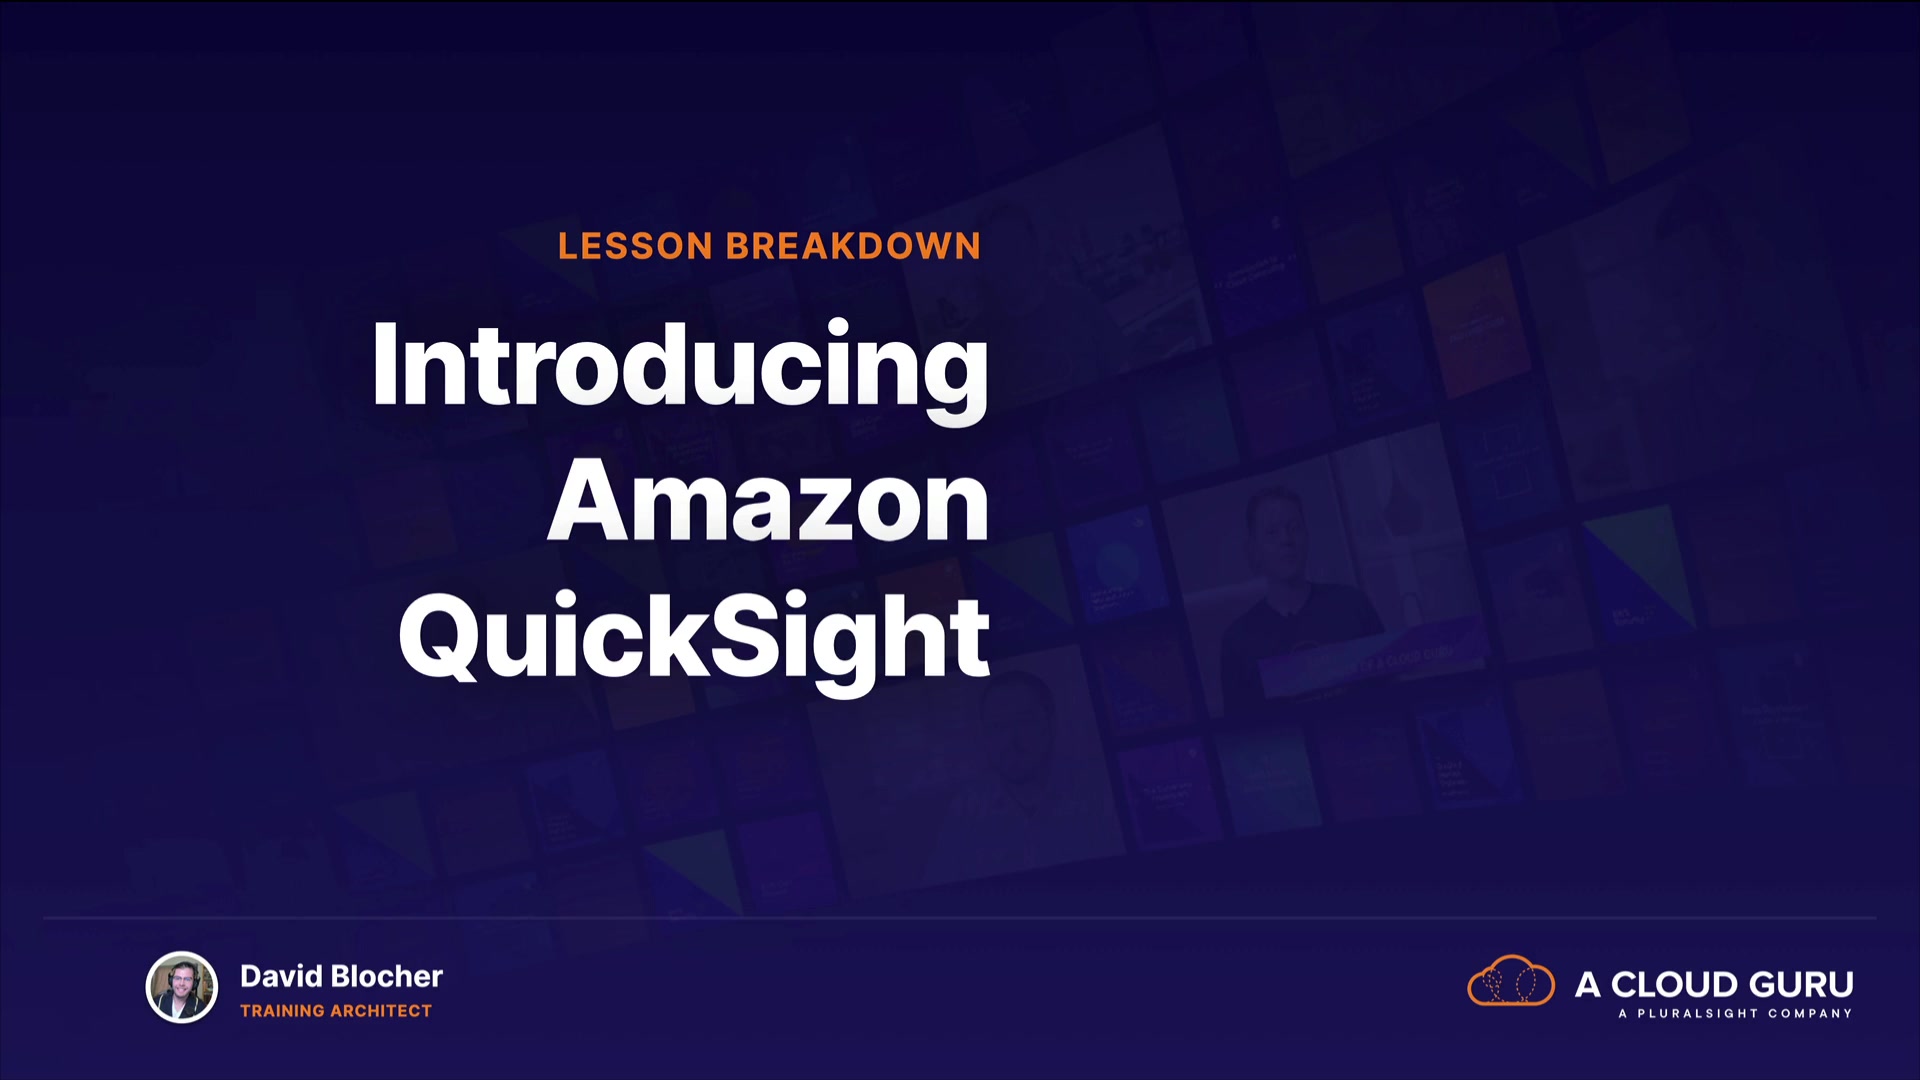 LESSON BREAKDOWN
Introducing
Amazon
QuickSight
David Blocher
TRAINING ARCHITECT
A CLOUD GURU
A PLURALSIGHT COMPANY